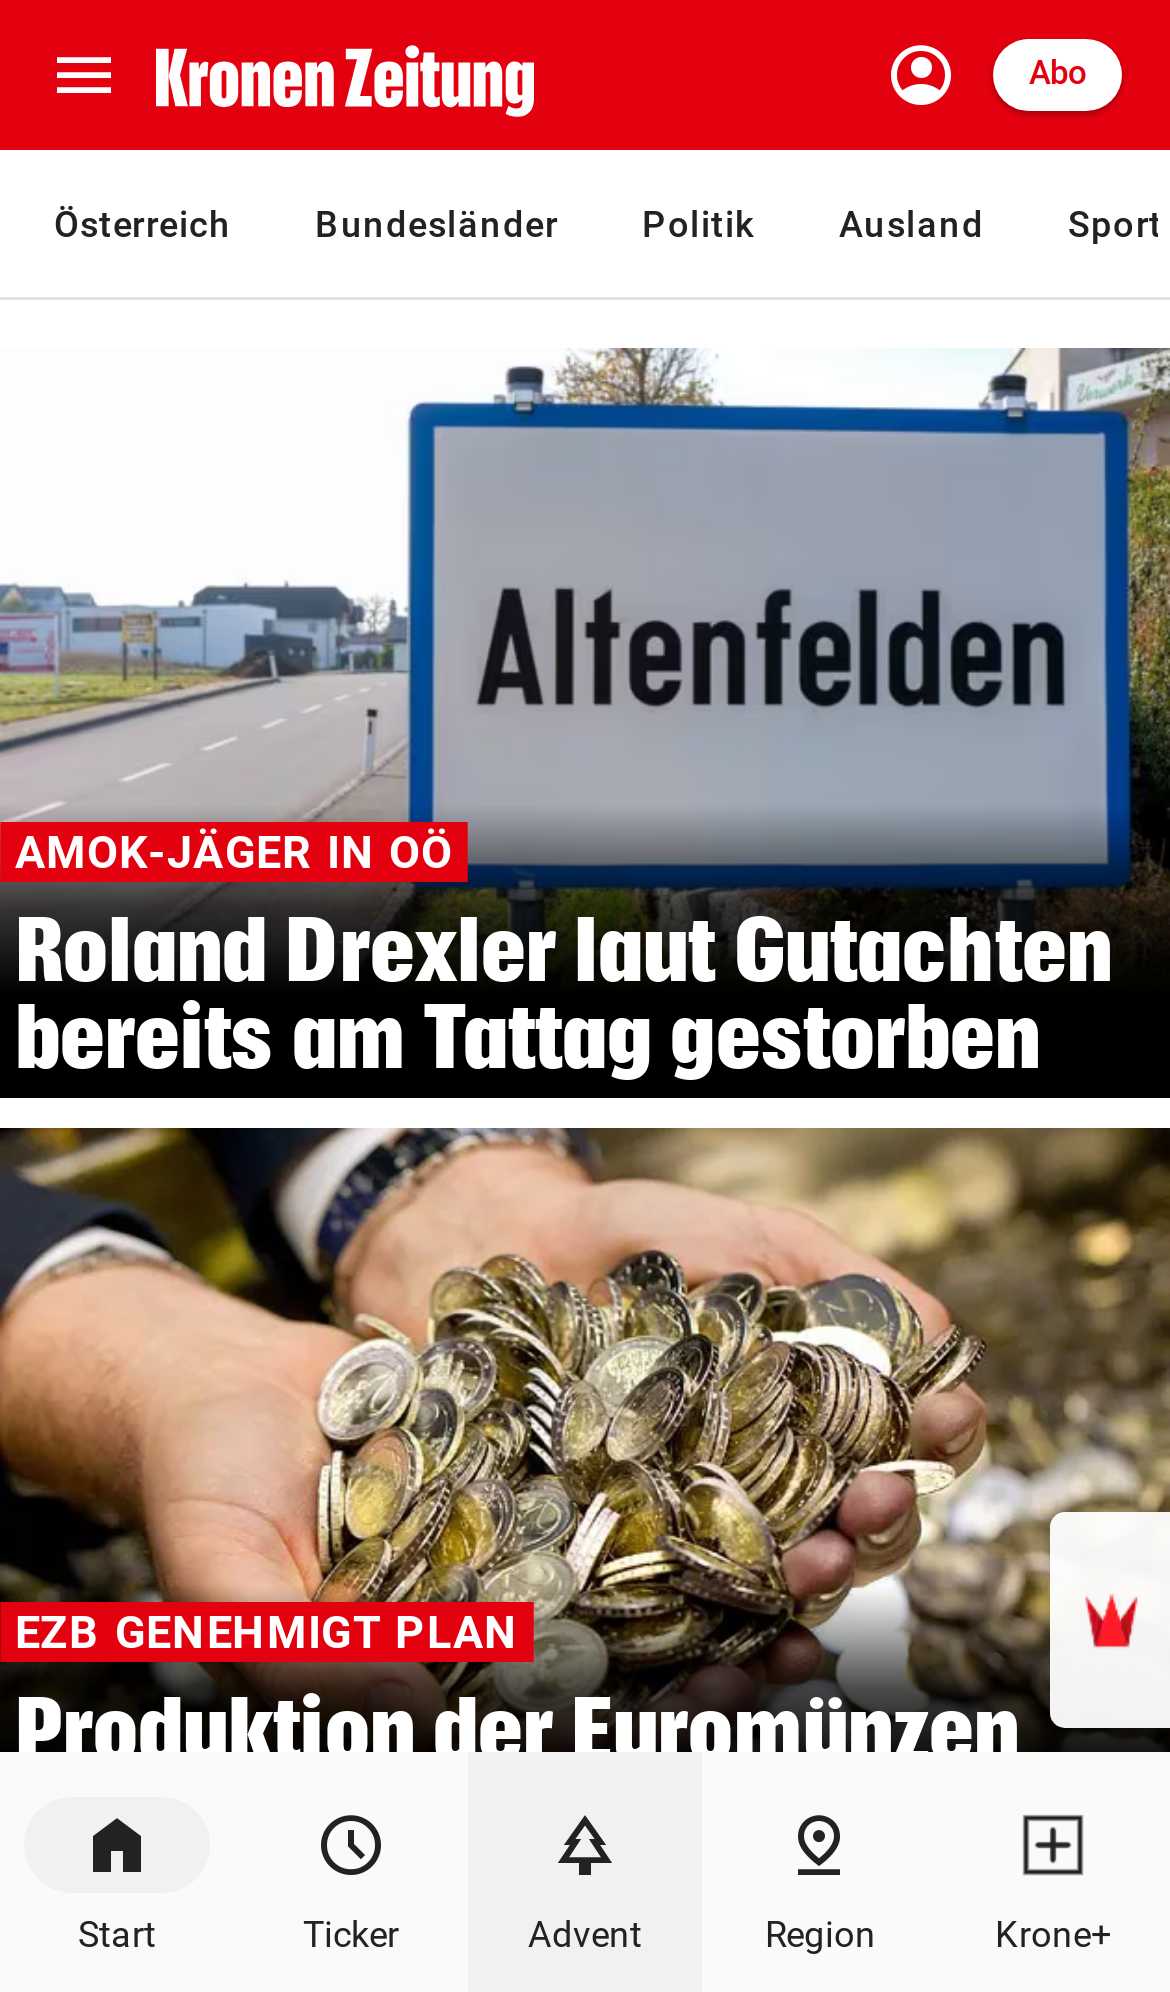 Kronen Zeitung
Abo
Österreich Bundesländer Politik Ausland Sport
Altenfelden
AMOK-JÄGER IN OÖ
Roland Drexler laut Gutachten
bereits am Tattag gestorben
EZB GENEHMIGT PLAN
Produktion der Euromünzen
Start Ticker Advent Region Krone+